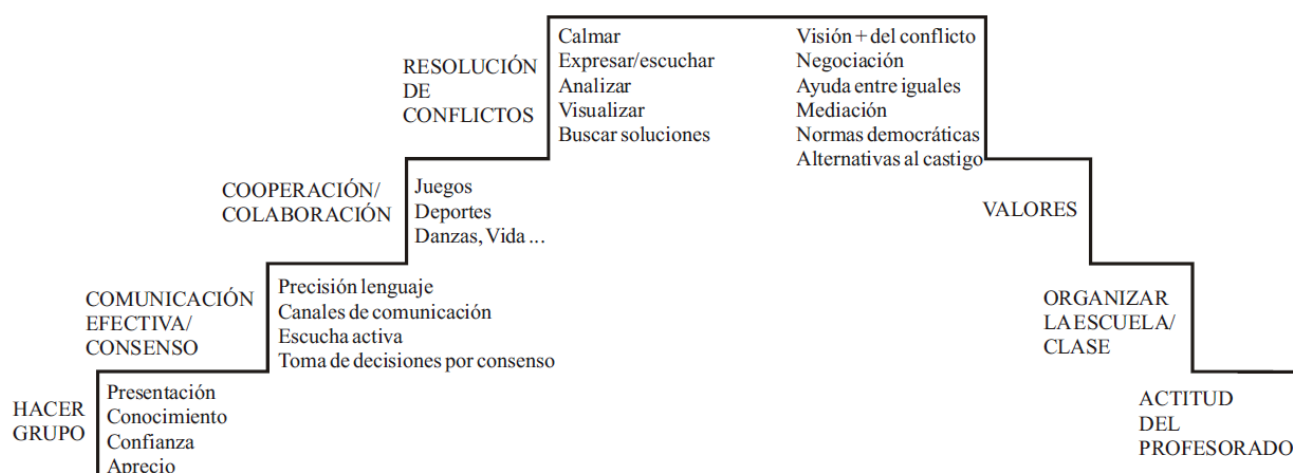 RESOLUCIÓN
DE
CONFLICTOS
Calmar
Expresar/escuchar
Analizar
Visualizar
Buscar soluciones
Visión + del conflicto
Negociación
Ayuda entre iguales
Mediación
Normas democráticas
Alternativas al castigo
COOPERACIÓN/
COLABORACIÓN
Juegos
Deportes
Danzas, Vida ...
VALORES
COMUNICACIÓN
EFECTIVA/
CONSENSO
Precisión lenguaje
Canales de comunicación
Escucha activa
Toma de decisiones por consenso
ORGANIZAR
LA ESCUELA/
CLASE
HACER
GRUPO
Presentación
Conocimiento
Confianza
Aprecio
ACTITUD
DEL
PROFESORADO